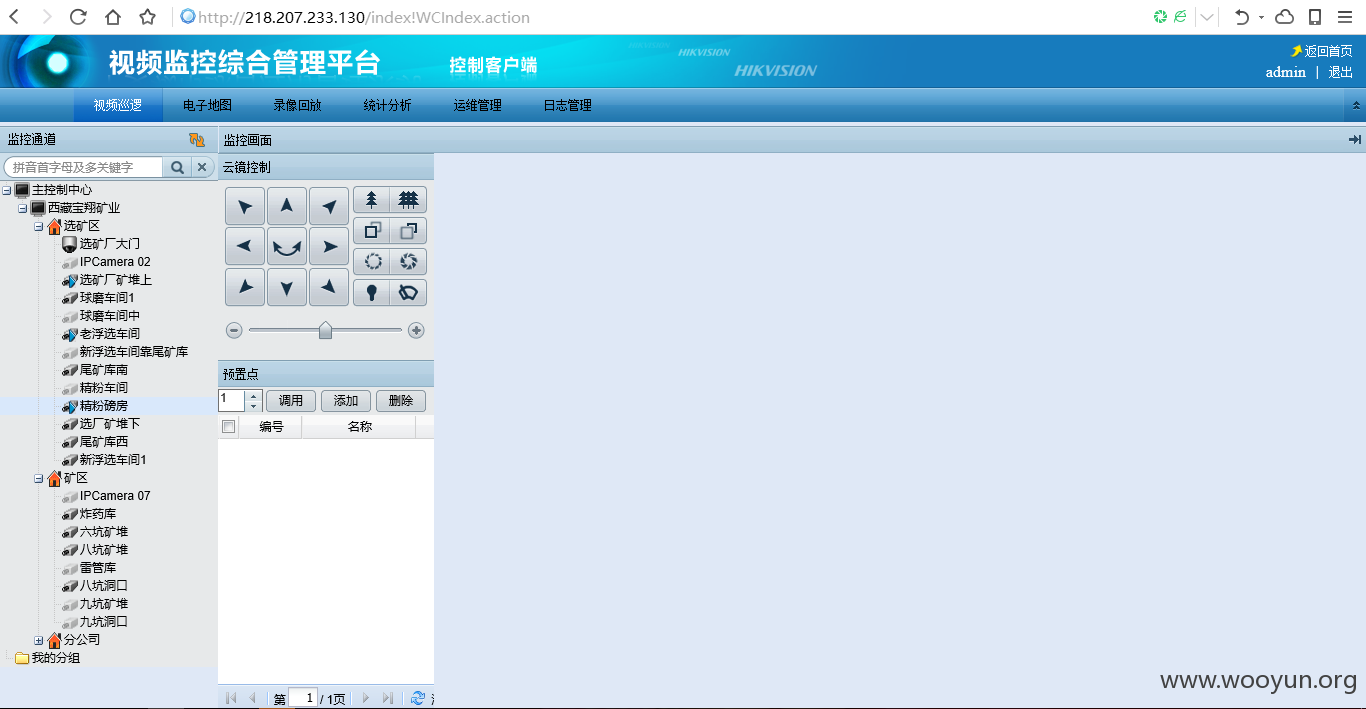 http://218.207.233.130/index!WCIndex.action
视频监控综合管理平台
控制客户端
HIKVISION
HIKVISION
返回首页
admin | 退出
视频巡逻 电子地图 录像回放 统计分析 运维管理 日志管理
监控通道
监控画面
拼音首字母及多关键字
云镜控制
主控制中心
西藏宝翔矿业
选矿区
选矿厂大门
IPCamera 02
选矿厂矿堆上
球磨车间1
球磨车间中
老浮选车间
新浮选车间靠尾矿库
尾矿库南
精粉车间
精粉磅房
选厂矿堆下
尾矿库西
新浮选车间1
矿区
IPCamera 07
炸药库
六坑矿堆
八坑矿堆
雷管库
八坑洞口
九坑矿堆
九坑洞口
分公司
我的分组
预置点
1 调用 添加 删除
编号 名称
第 1 / 1页
www.wooyun.org